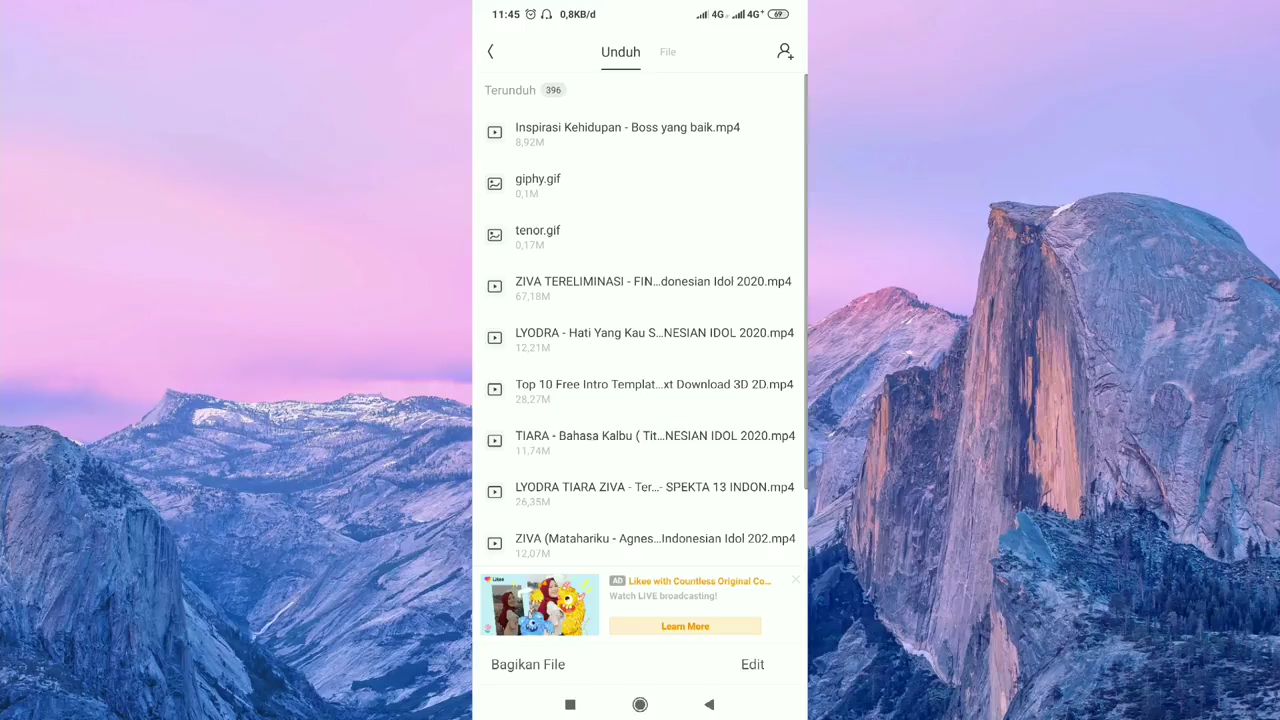 11:45 0,8KB/d 4G 4G+ 69
Unduh File
Terunduh 396
Inspirasi Kehidupan - Boss yang baik.mp4
8,92M
giphy.gif
0,1M
tenor.gif
0,17M
ZIVA TERELIMINASI - FIN...donesian Idol 2020.mp4
67,18M
LYODRA - Hati Yang Kau S...NESIAN IDOL 2020.mp4
12,21M
Top 10 Free Intro Templat...xt Download 3D 2D.mp4
28,27M
TIARA - Bahasa Kalbu ( Tit...NESIAN IDOL 2020.mp4
11,74M
LYODRA TIARA ZIVA - Ter...- SPEKTA 13 INDON.mp4
26,35M
ZIVA (Matahariku - Agnes...Indonesian Idol 202.mp4
12,07M
Likee
AD Likee with Countless Original Co...
Watch LIVE broadcasting!
Learn More
Bagikan File Edit